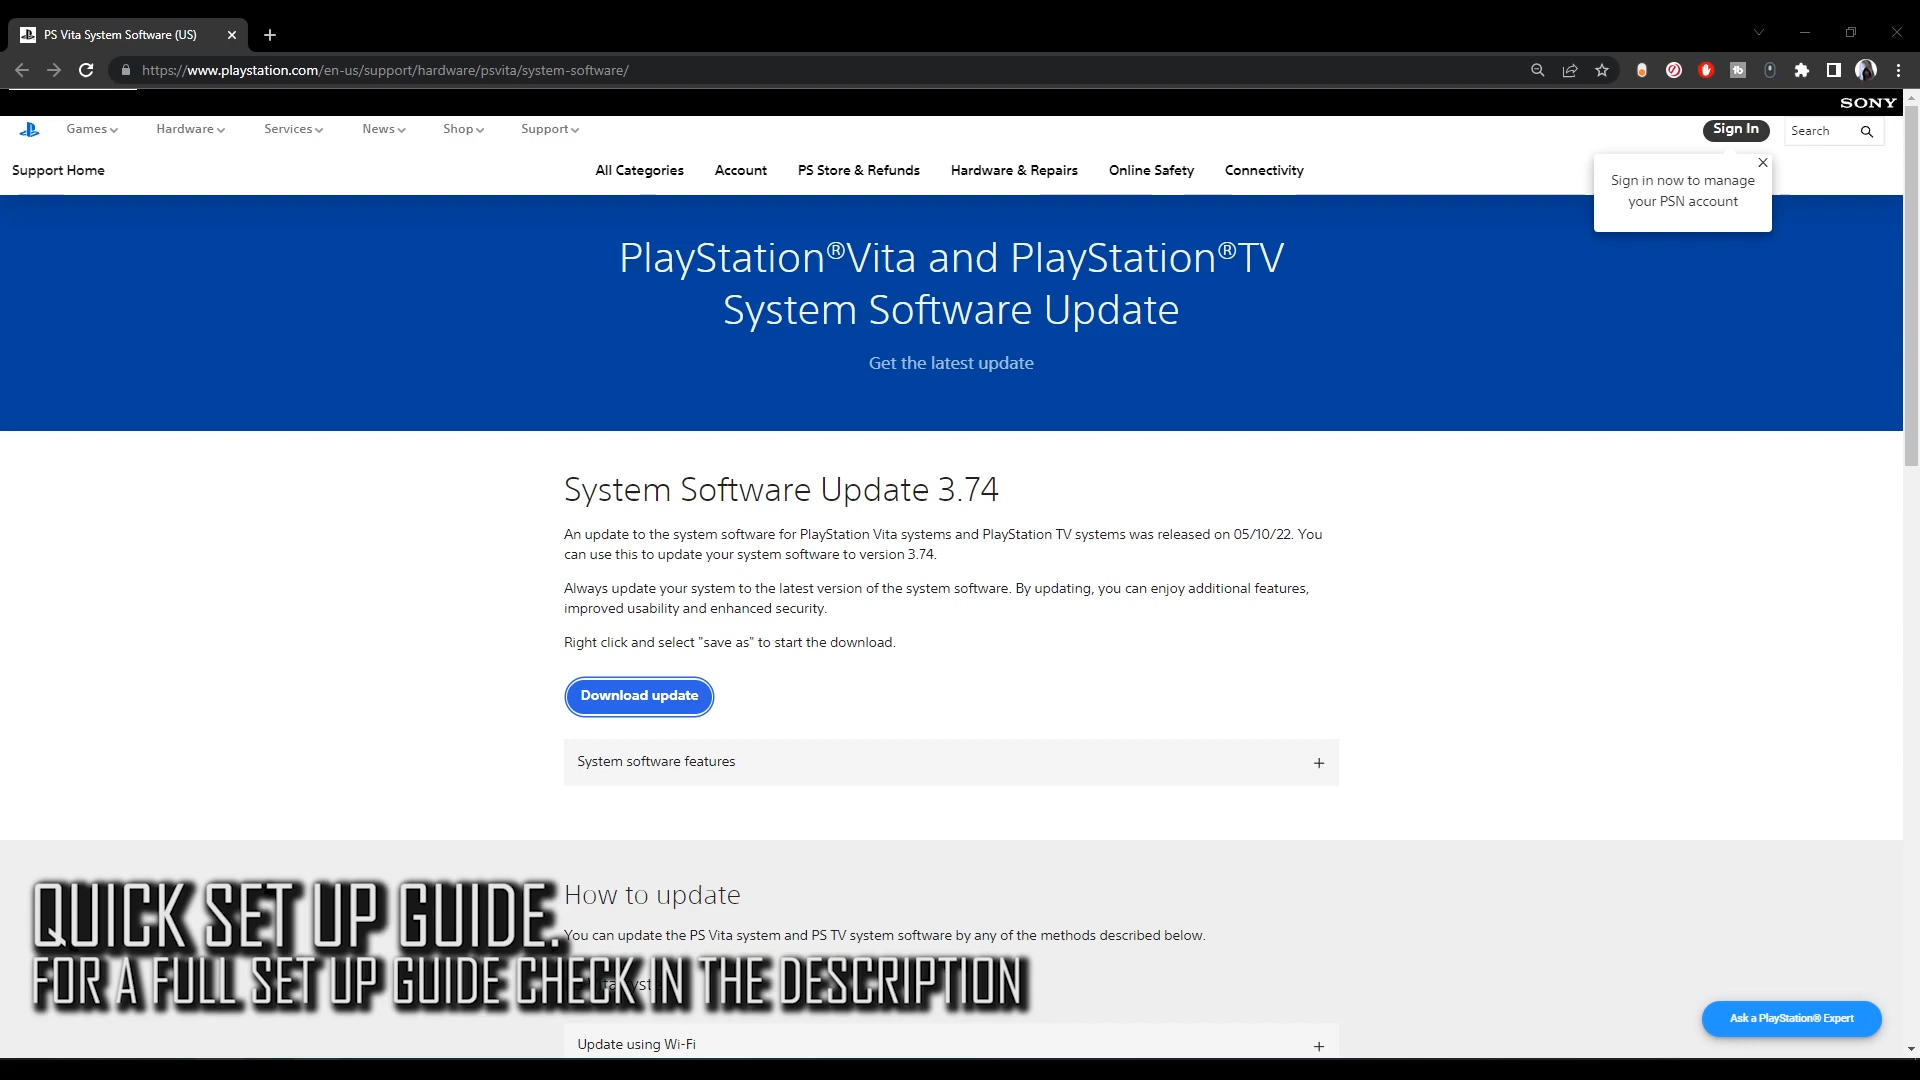 PS Vita System Software (US)
https://www.playstation.com/en-us/support/hardware/psvita/system-software/
SONY
Games Hardware Services News Shop Support Sign In Search
Support Home All Categories Account PS Store & Refunds Hardware & Repairs Online Safety Connectivity
Sign in now to manage
your PSN account
PlayStation®Vita and PlayStation®TV
System Software Update
Get the latest update
System Software Update 3.74
An update to the system software for PlayStation Vita systems and PlayStation TV systems was released on 05/10/22. You
can use this to update your system software to version 3.74.
Always update your system to the latest version of the system software. By updating, you can enjoy additional features,
improved usability and enhanced security.
Right click and select "save as" to start the download.
Download update
System software features
How to update
QUICK SET UP GUIDE.
You can update the PS Vita system and PS TV system software by any of the methods described below.
FOR A FULL SET UP GUIDE CHECK IN THE DESCRIPTION
Ask a PlayStation® Expert
Update using Wi-Fi